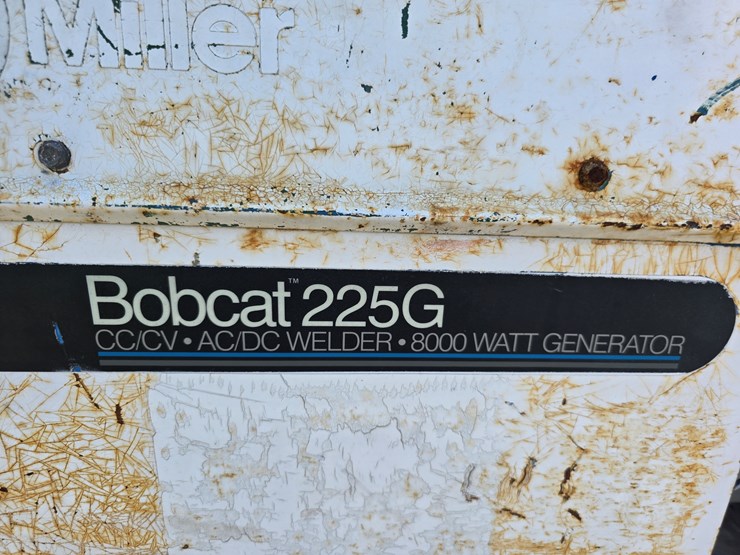 Miller
Bobcat™ 225G
CC/CV • AC/DC WELDER • 8000 WATT GENERATOR